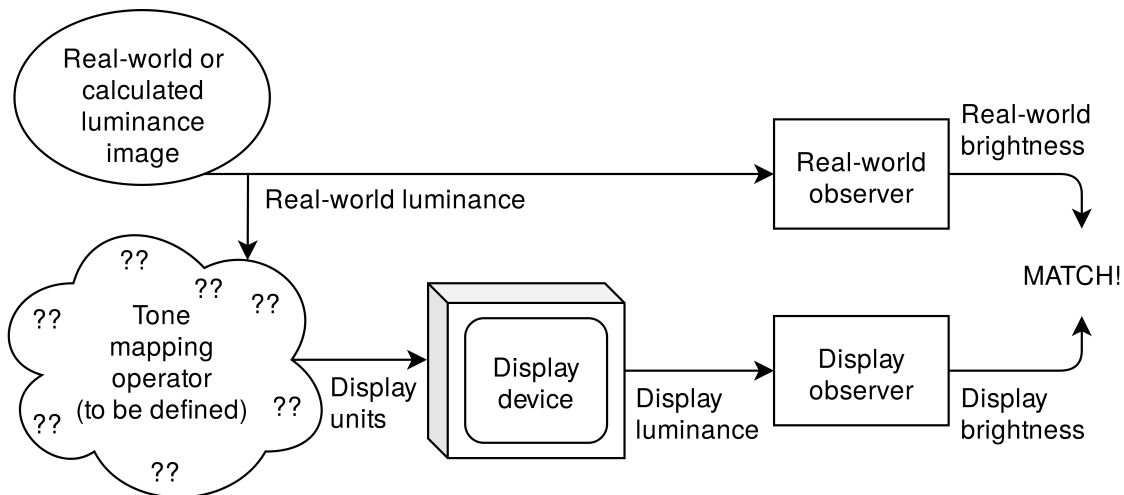 Real-world or
calculated
luminance
image
Real-world luminance
Real-world
observer
Real-world
brightness
MATCH!
??
??
??
??
Tone
mapping
operator
(to be defined)
??
??
??
Display
units
Display
device
Display
luminance
Display
observer
Display
brightness